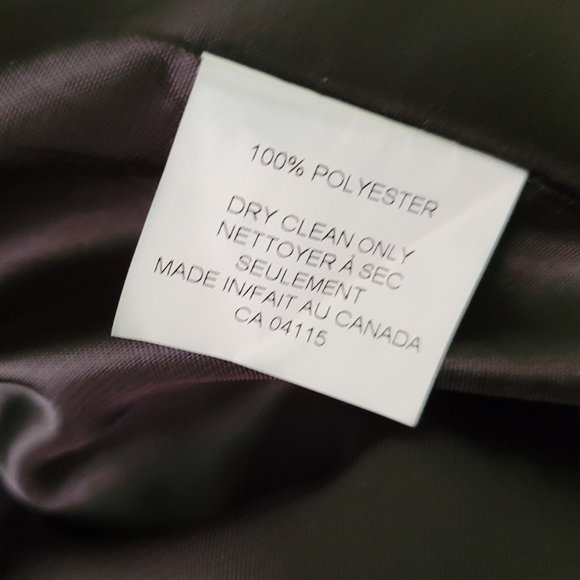 100% POLYESTER
DRY CLEAN ONLY
NETTOYER À SEC
SEULEMENT
MADE IN/FAIT AU CANADA
CA 04115